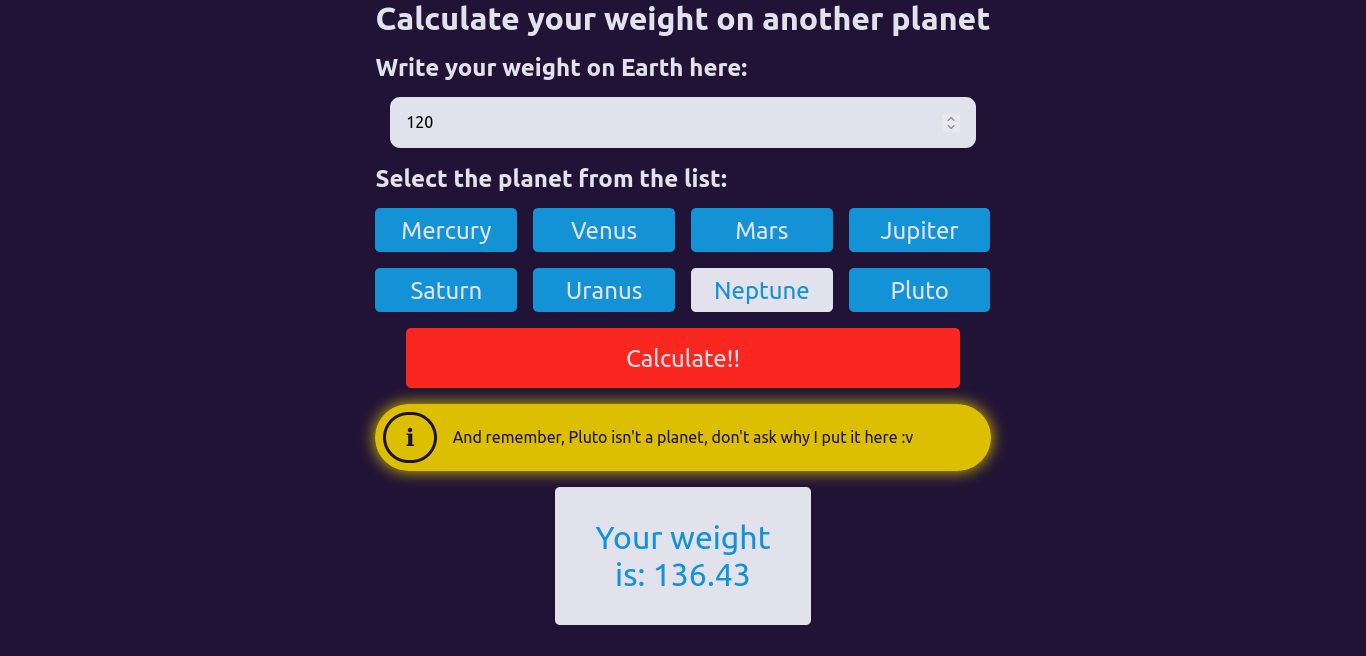 Calculate your weight on another planet
Write your weight on Earth here:
120
Select the planet from the list:
Mercury Venus Mars Jupiter
Saturn Uranus Neptune Pluto
Calculate!!
i And remember, Pluto isn't a planet, don't ask why I put it here :v
Your weight
is: 136.43